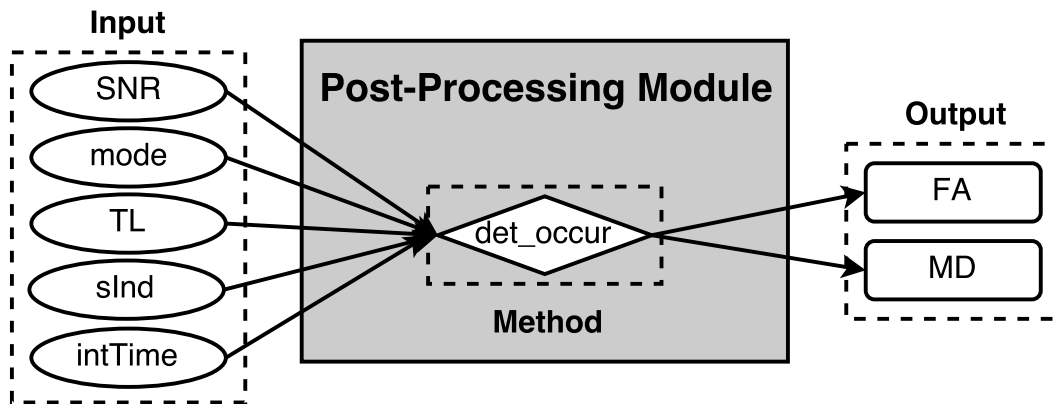 Input
SNR
mode
TL
sInd
intTime
Post-Processing Module
det_occur
Method
Output
FA
MD